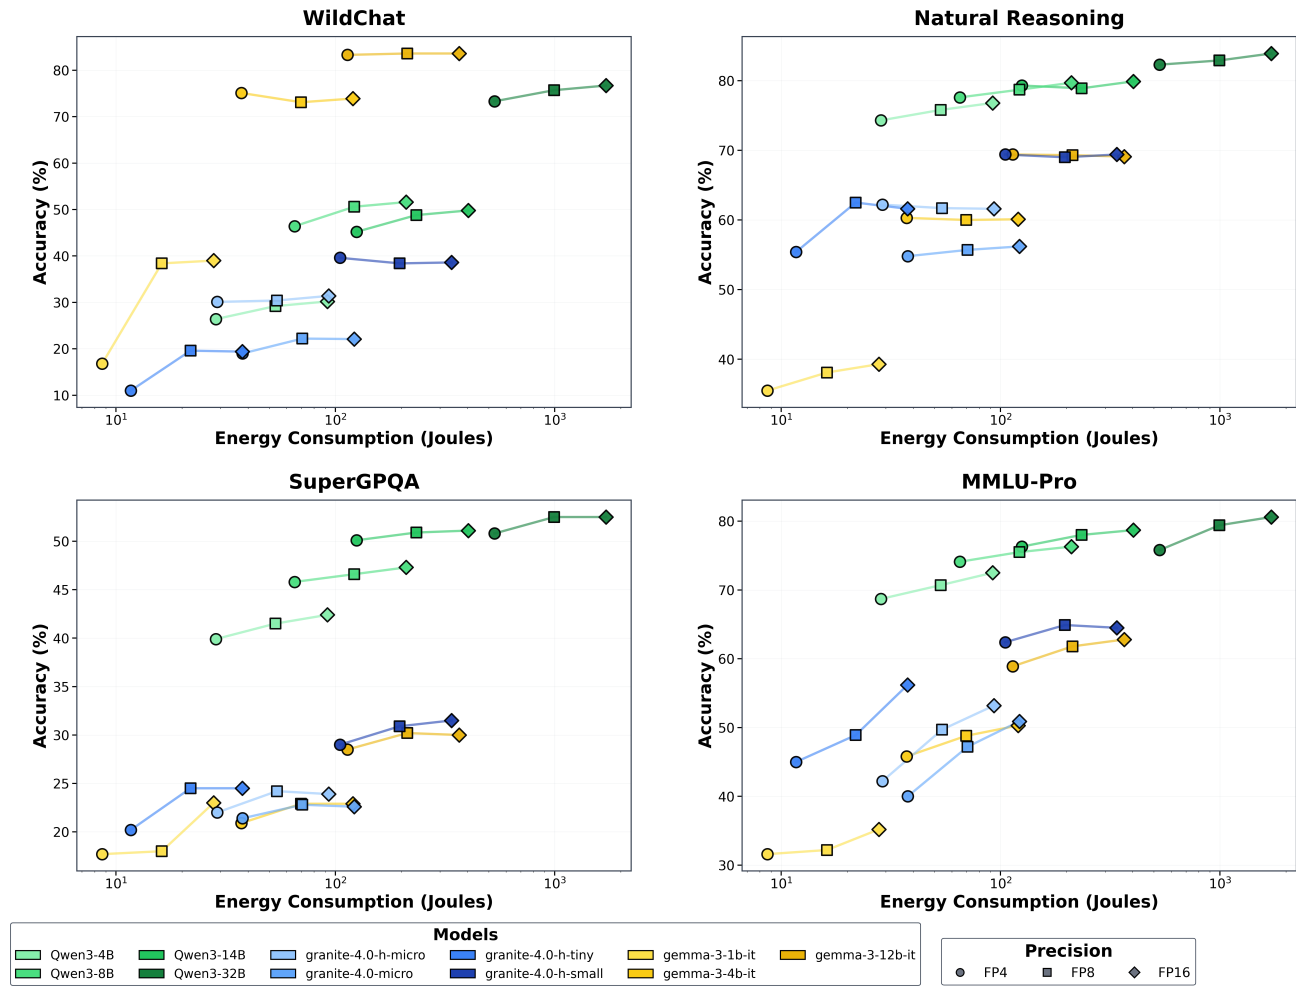 WildChat
Accuracy (%)
80
70
60
50
40
30
20
10
10^1
10^2
10^3
Energy Consumption (Joules)
Natural Reasoning
Accuracy (%)
80
70
60
50
40
10^1
10^2
10^3
Energy Consumption (Joules)
SuperGPQA
Accuracy (%)
50
45
40
35
30
25
20
10^1
10^2
10^3
Energy Consumption (Joules)
MMLU-Pro
Accuracy (%)
80
70
60
50
40
30
10^1
10^2
10^3
Energy Consumption (Joules)
Models
Qwen3-4B Qwen3-14B granite-4.0-h-micro granite-4.0-h-tiny gemma-3-1b-it gemma-3-12b-it
Qwen3-8B Qwen3-32B granite-4.0-micro granite-4.0-h-small gemma-3-4b-it
Precision
FP4 FP8 FP16